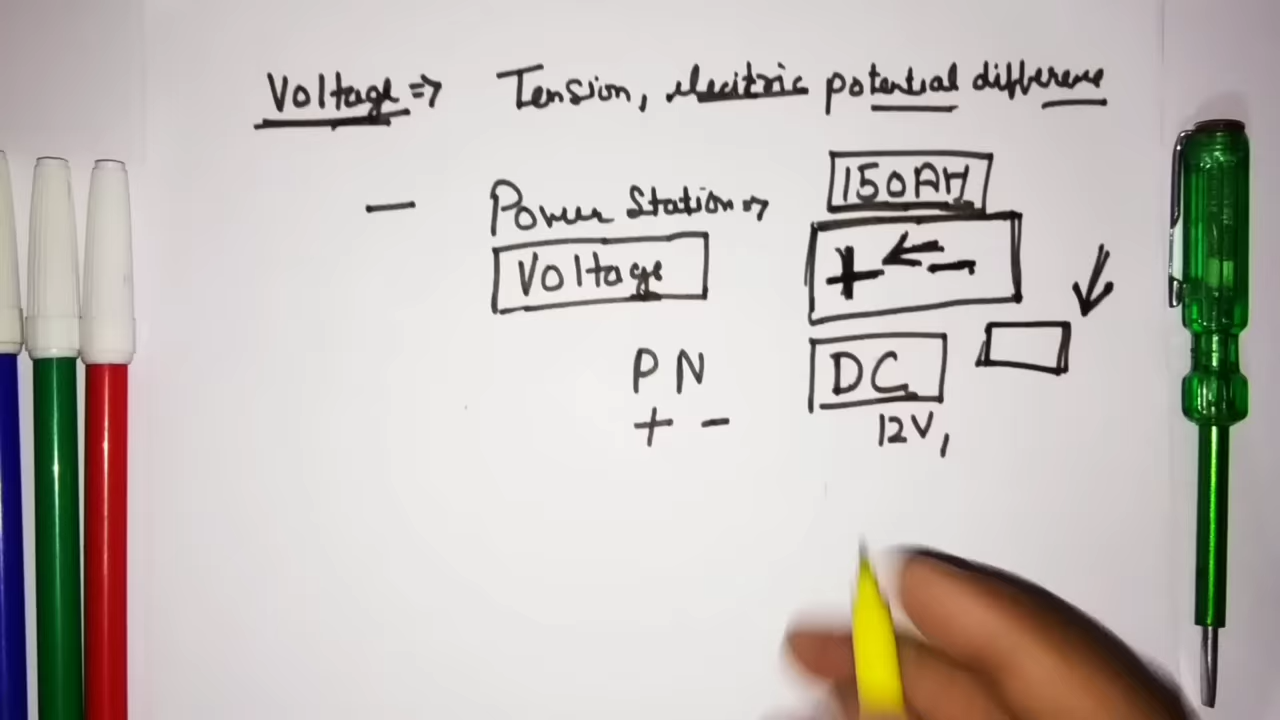 Voltage => Tension, electric potential difference
- Power Station => 150AH
Voltage + ← -
P N DC
+ - 12V,